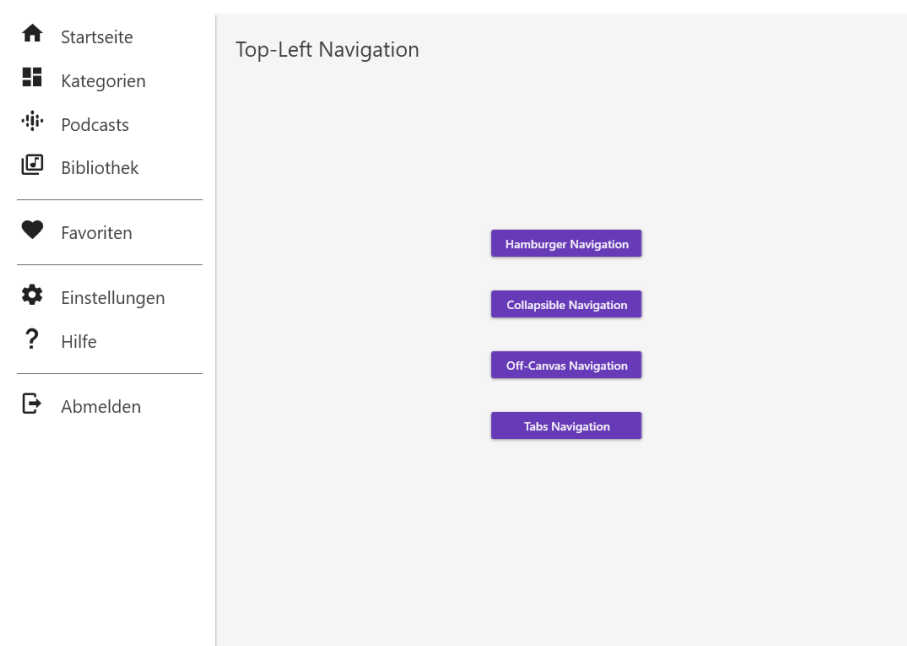 Startseite
Kategorien
Podcasts
Bibliothek
Favoriten
Einstellungen
Hilfe
Abmelden
Top-Left Navigation
Hamburger Navigation
Collapsible Navigation
Off-Canvas Navigation
Tabs Navigation